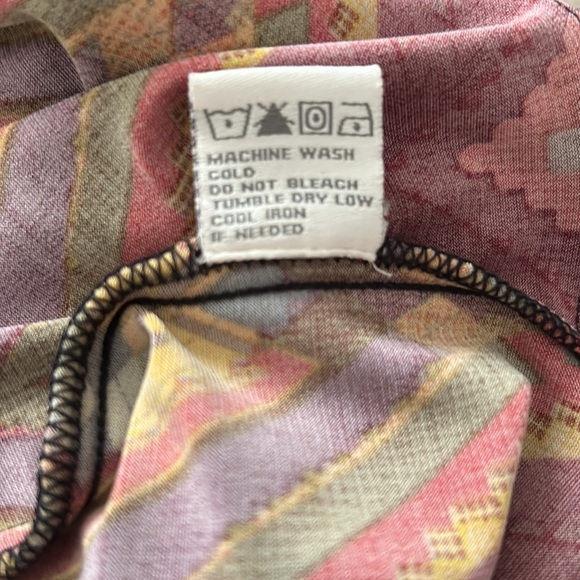 MACHINE WASH
COLD
DO NOT BLEACH
TUMBLE DRY LOW
COOL IRON
IF NEEDED